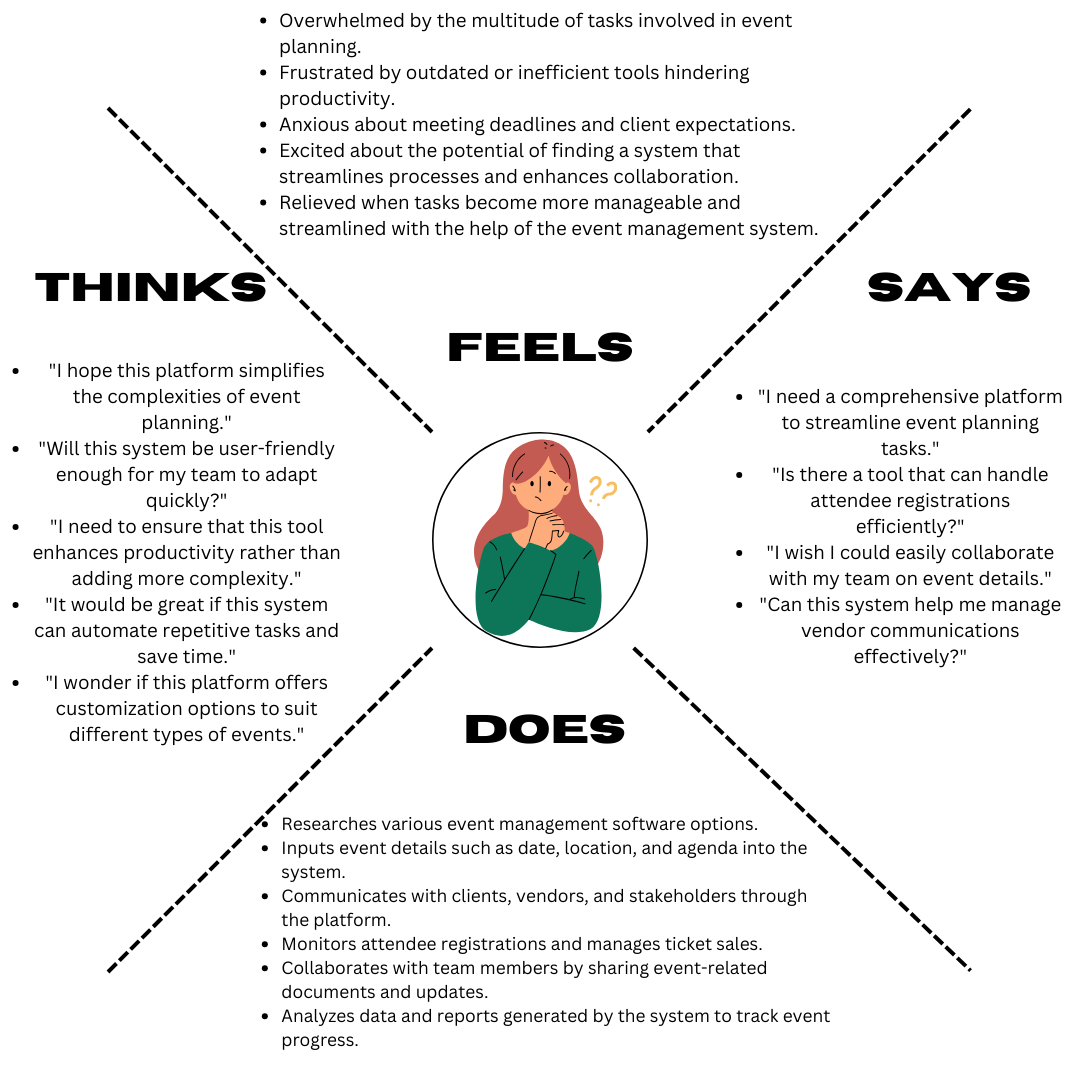 • Overwhelmed by the multitude of tasks involved in event
planning.
• Frustrated by outdated or inefficient tools hindering
productivity.
• Anxious about meeting deadlines and client expectations.
• Excited about the potential of finding a system that
streamlines processes and enhances collaboration.
• Relieved when tasks become more manageable and
streamlined with the help of the event management system.
FEELS
THINKS
• "I hope this platform simplifies
the complexities of event
planning."
• "Will this system be user-friendly
enough for my team to adapt
quickly?"
• "I need to ensure that this tool
enhances productivity rather than
adding more complexity."
• "It would be great if this system
can automate repetitive tasks and
save time."
• "I wonder if this platform offers
customization options to suit
different types of events."
SAYS
• "I need a comprehensive platform
to streamline event planning
tasks."
• "Is there a tool that can handle
attendee registrations
efficiently?"
• "I wish I could easily collaborate
with my team on event details."
• "Can this system help me manage
vendor communications
effectively?"
??
DOES
• Researches various event management software options.
• Inputs event details such as date, location, and agenda into the
system.
• Communicates with clients, vendors, and stakeholders through
the platform.
• Monitors attendee registrations and manages ticket sales.
• Collaborates with team members by sharing event-related
documents and updates.
• Analyzes data and reports generated by the system to track event
progress.